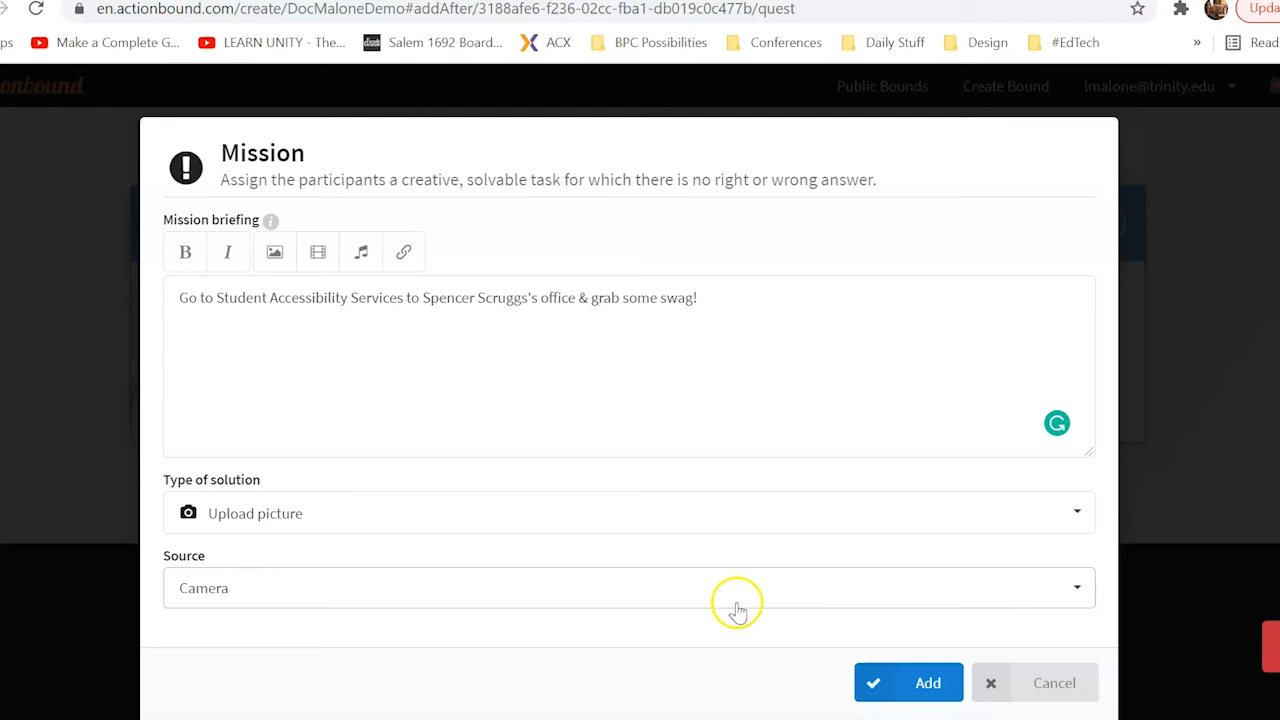 en.actionbound.com/create/DocMaloneDemo#addAfter/3188afe6-f236-02cc-fba1-db019c0c477b/quest
Upda
ps Make a Complete G... LEARN UNITY - The... Salem 1692 Board... ACX BPC Possibilities Conferences Daily Stuff Design #EdTech » Read
onbound Public Bounds Create Bound lmalone@trinity.edu
Mission
Assign the participants a creative, solvable task for which there is no right or wrong answer.
Mission briefing
B I
Go to Student Accessibility Services to Spencer Scruggs's office & grab some swag!
Type of solution
Upload picture
Source
Camera
Add Cancel